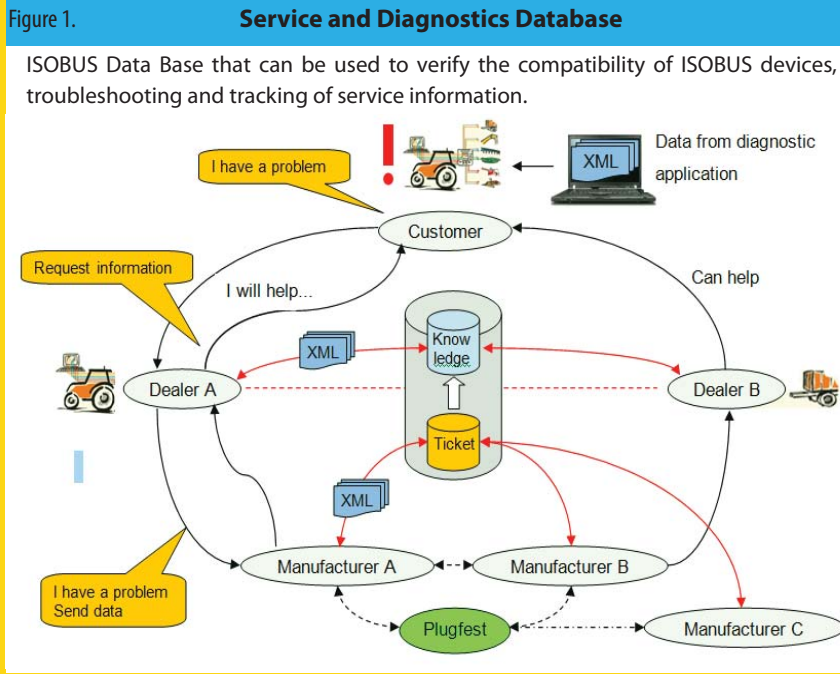 Figure 1. Service and Diagnostics Database
ISOBUS Data Base that can be used to verify the compatibility of ISOBUS devices,
troubleshooting and tracking of service information.
I have a problem
XML
Data from diagnostic
application
Customer
Request information
I will help...
Can help
XML
Know
ledge
Dealer A
Dealer B
Ticket
XML
Manufacturer A
Manufacturer B
I have a problem
Send data
Plugfest
Manufacturer C